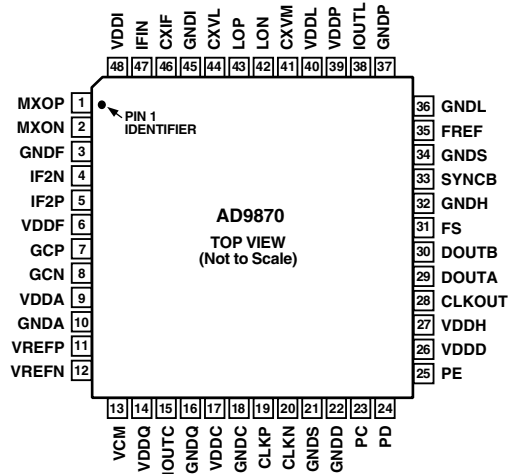 VDDI IFIN CXIF GNDI CXVL LOP LON CXVM VDDL VDDP IOUTL GNDP
48 47 46 45 44 43 42 41 40 39 38 37
MXOP 1
MXON 2
GNDF 3
IF2N 4
IF2P 5
VDDF 6
GCP 7
GCN 8
VDDA 9
GNDA 10
VREFP 11
VREFN 12
PIN 1
IDENTIFIER
AD9870
TOP VIEW
(Not to Scale)
36 GNDL
35 FREF
34 GNDS
33 SYNCB
32 GNDH
31 FS
30 DOUTB
29 DOUTA
28 CLKOUT
27 VDDH
26 VDDD
25 PE
13 14 15 16 17 18 19 20 21 22 23 24
VCM VDDQ IOUTC GNDQ VDDC GNDC CLKP CLKN GNDS GNDD PC PD